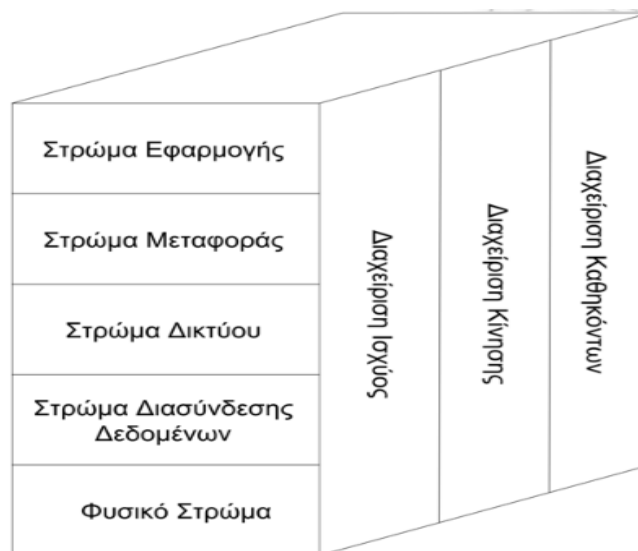 Στρώμα Εφαρμογής
Στρώμα Μεταφοράς
Στρώμα Δικτύου
Στρώμα Διασύνδεσης
Δεδομένων
Φυσικό Στρώμα
Διαχείριση Ισχύος
Διαχείριση Κίνησης
Διαχείριση Καθηκόντων